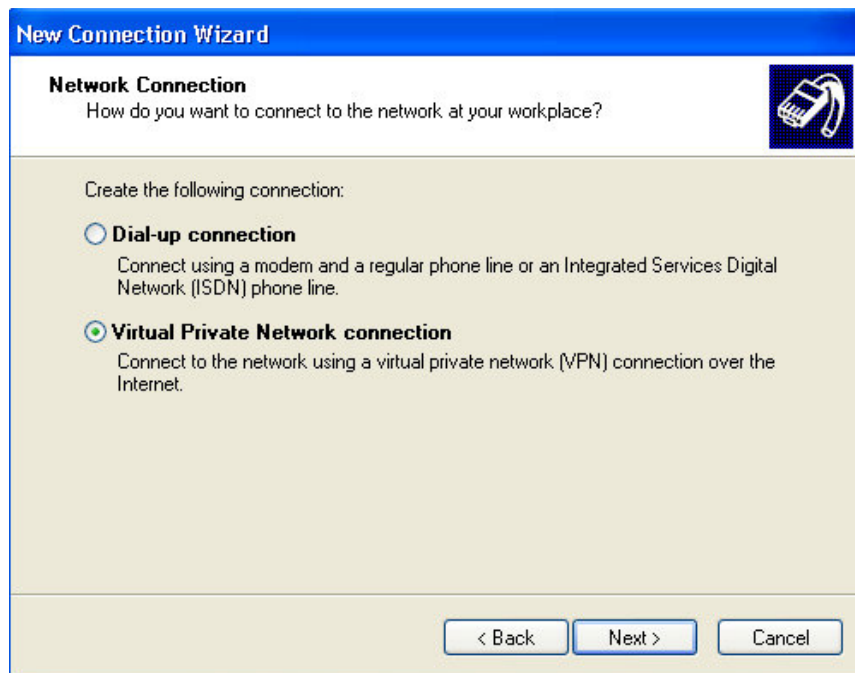 New Connection Wizard
Network Connection
How do you want to connect to the network at your workplace?
Create the following connection:
Dial-up connection
Connect using a modem and a regular phone line or an Integrated Services Digital
Network (ISDN) phone line.
Virtual Private Network connection
Connect to the network using a virtual private network (VPN) connection over the
Internet.
< Back Next > Cancel